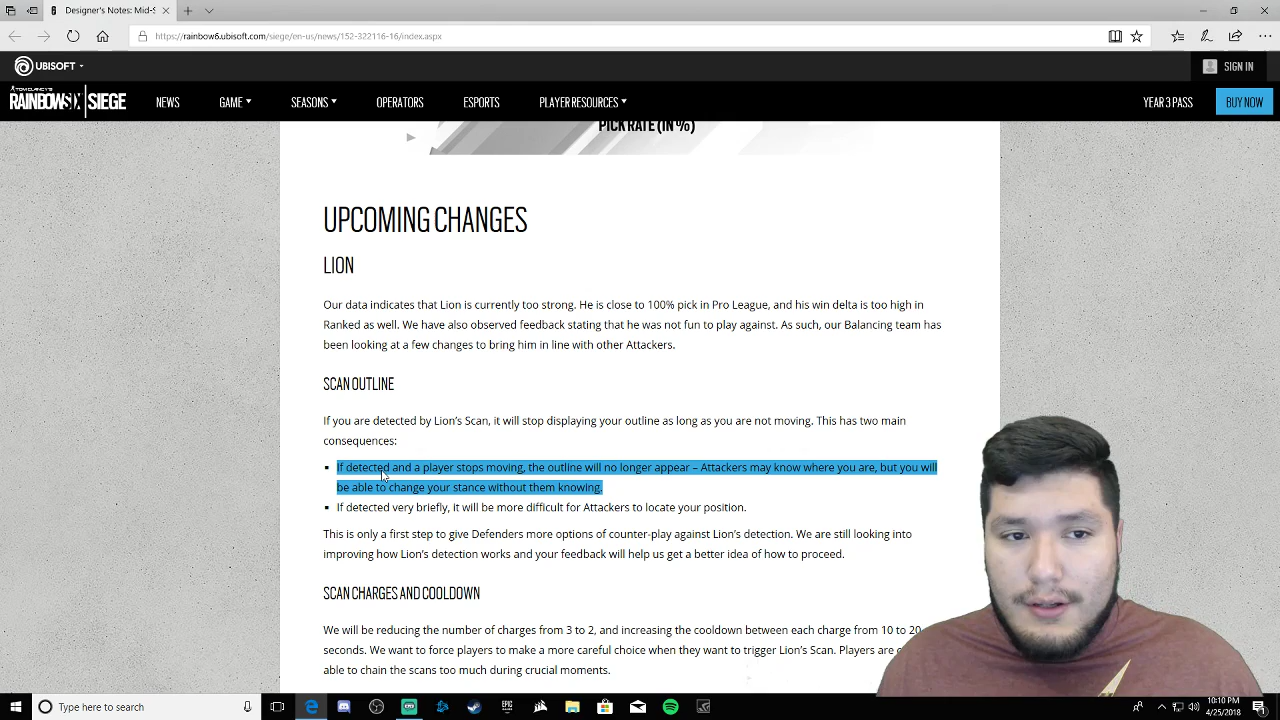 Designer's Notes: Mid-S
https://rainbow6.ubisoft.com/siege/en-us/news/152-322116-16/index.aspx
UBISOFT
SIGN IN
TOM CLANCY'S
RAINBOW SIX SIEGE
NEWS
GAME
SEASONS
OPERATORS
ESPORTS
PLAYER RESOURCES
YEAR 3 PASS
BUY NOW
PICK RATE (IN %)
UPCOMING CHANGES
LION
Our data indicates that Lion is currently too strong. He is close to 100% pick in Pro League, and his win delta is too high in
Ranked as well. We have also observed feedback stating that he was not fun to play against. As such, our Balancing team has
been looking at a few changes to bring him in line with other Attackers.
SCAN OUTLINE
If you are detected by Lion's Scan, it will stop displaying your outline as long as you are not moving. This has two main
consequences:
If detected and a player stops moving, the outline will no longer appear – Attackers may know where you are, but you will
be able to change your stance without them knowing.
If detected very briefly, it will be more difficult for Attackers to locate your position.
This is only a first step to give Defenders more options of counter-play against Lion's detection. We are still looking into
improving how Lion's detection works and your feedback will help us get a better idea of how to proceed.
SCAN CHARGES AND COOLDOWN
We will be reducing the number of charges from 3 to 2, and increasing the cooldown between each charge from 10 to 20
seconds. We want to force players to make a more careful choice when they want to trigger Lion's Scan. Players are
able to chain the scans too much during crucial moments.
Type here to search
EPIC
10:10 PM
4/25/2018